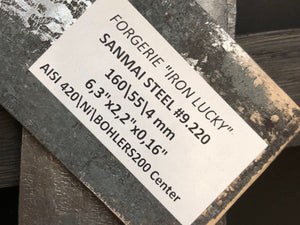 FORGERIE "IRON LUCKY"
SANMAI STEEL #9.220
160\55\4 mm
6,3"x2,2"x0,16"
AISI 420\Ni\BOHLERS200 Center